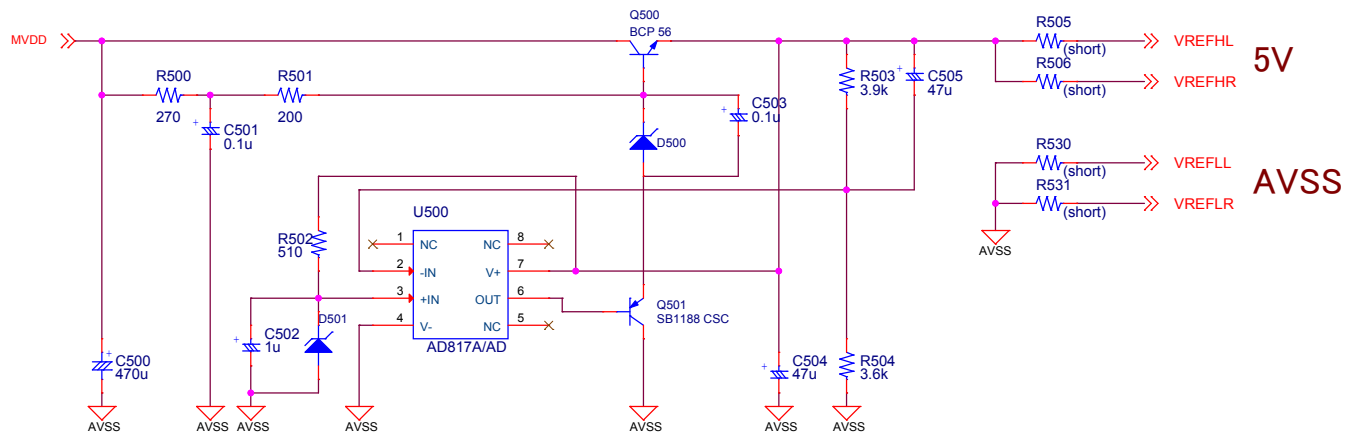 Q500
BCP 56
MVDD
R505
(short)
VREFHL
5V
R506
(short)
VREFHR
R500
270
R501
200
R503
3.9k
C505
47u
+
C501
0.1u
+
C503
0.1u
+
D500
R530
(short)
VREFLL
AVSS
R531
(short)
VREFLR
AVSS
U500
R502
510
1 NC NC 8
2 -IN V+ 7
3 +IN OUT 6
4 V- NC 5
AD817A/AD
Q501
SB1188 CSC
D501
C502
1u
+
C500
470u
+
C504
47u
+
R504
3.6k
AVSS
AVSS
AVSS
AVSS
AVSS
AVSS
AVSS